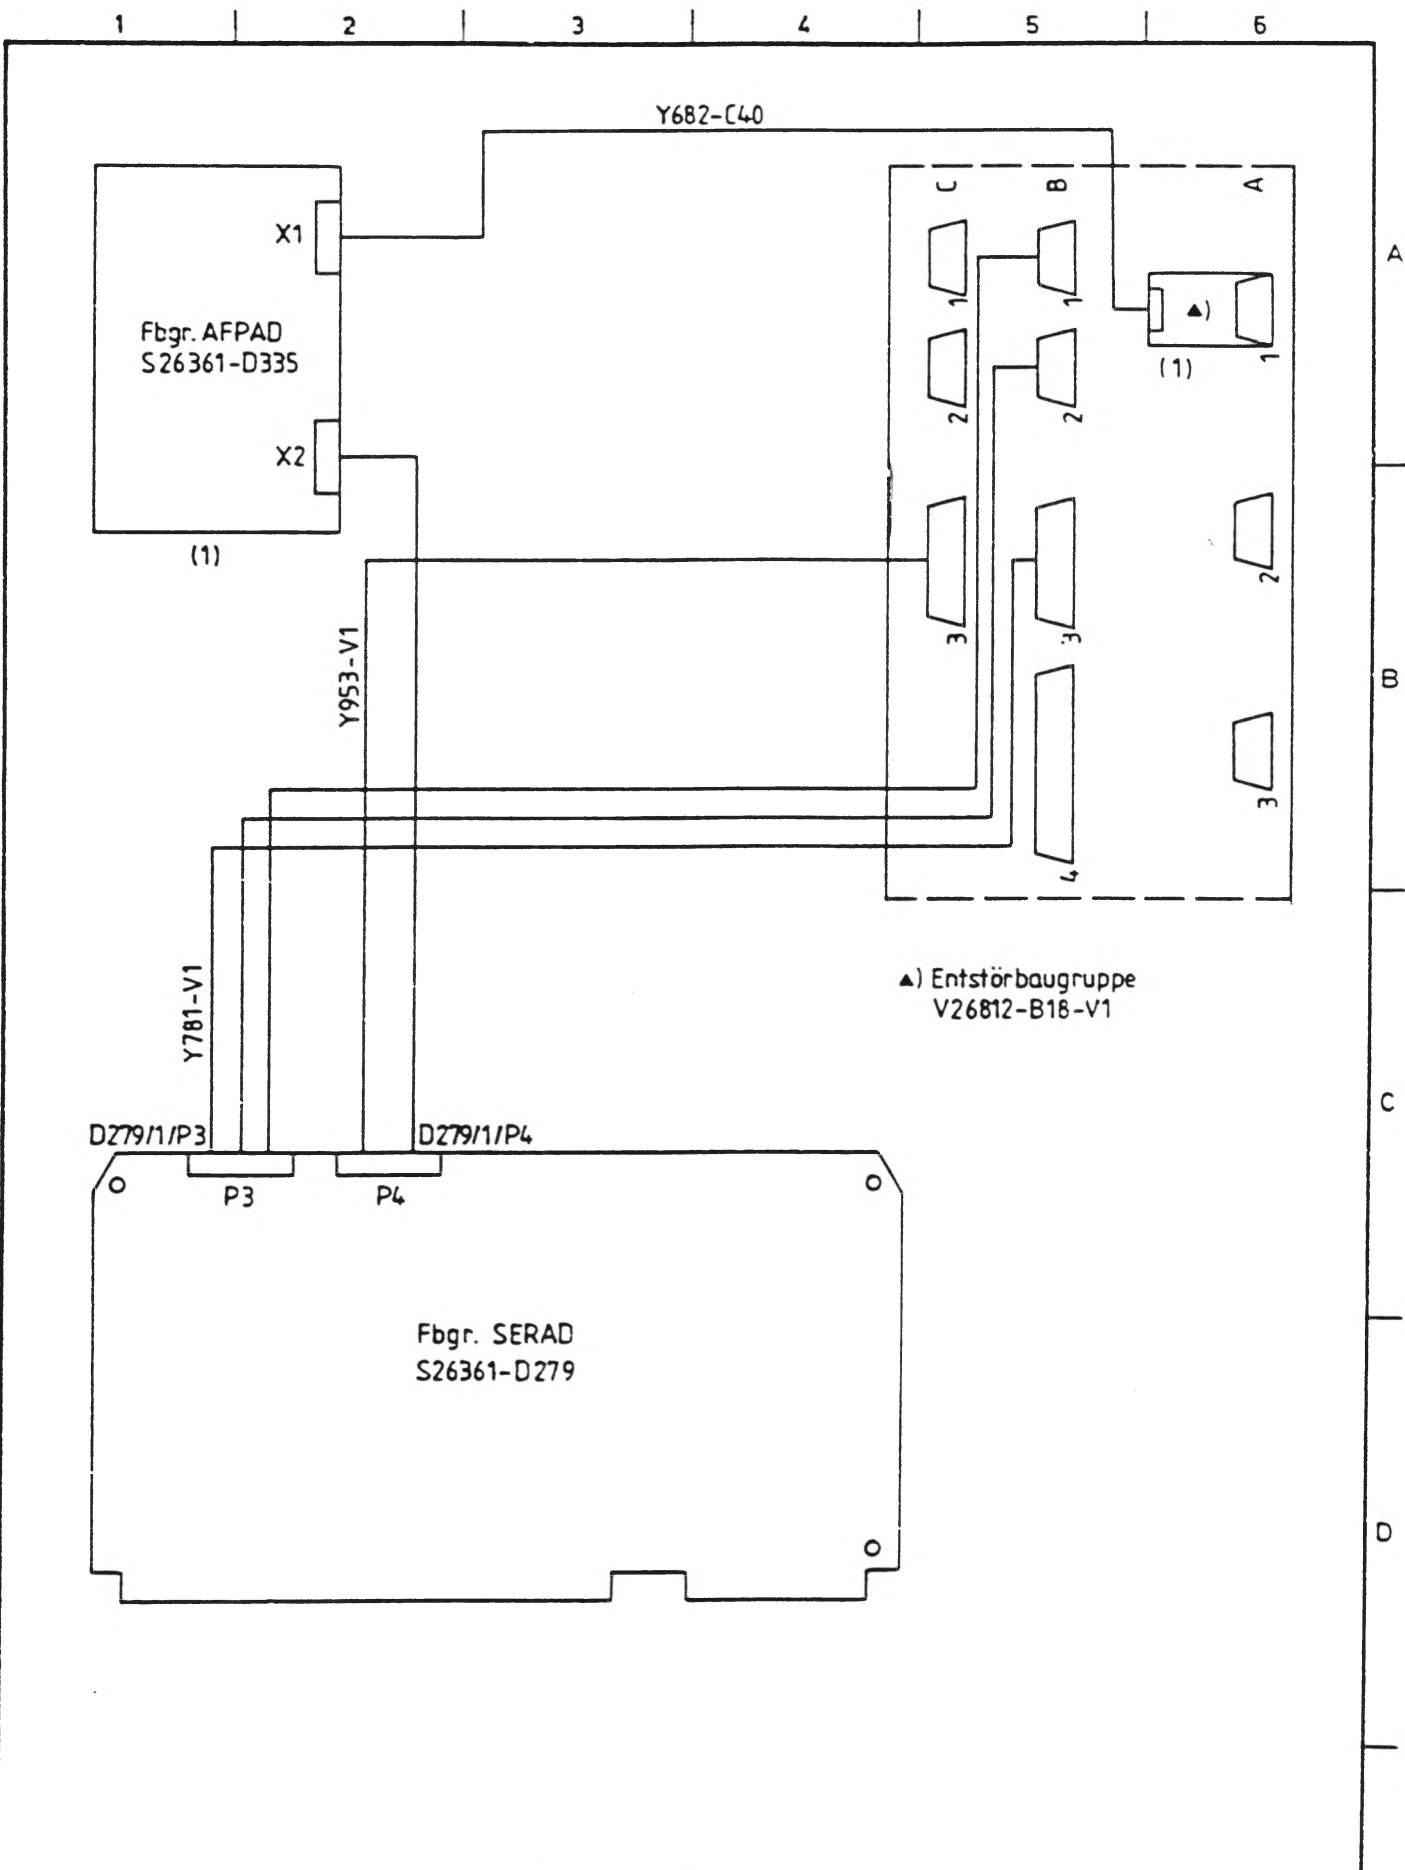 1 2 3 4 5 6
Y682-C40
C B A
X1
A
1 1
Fbgr. AFPAD
S26361-D335
▲)
(1) 1
2 2
X2
(1)
2
3 3
Y953-V1
B
3
4
▲) Entstörbaugruppe
V26812-B18-V1
Y781-V1
C
D279/1/P3 D279/1/P4
P3 P4
Fbgr. SERAD
S26361-D279
D